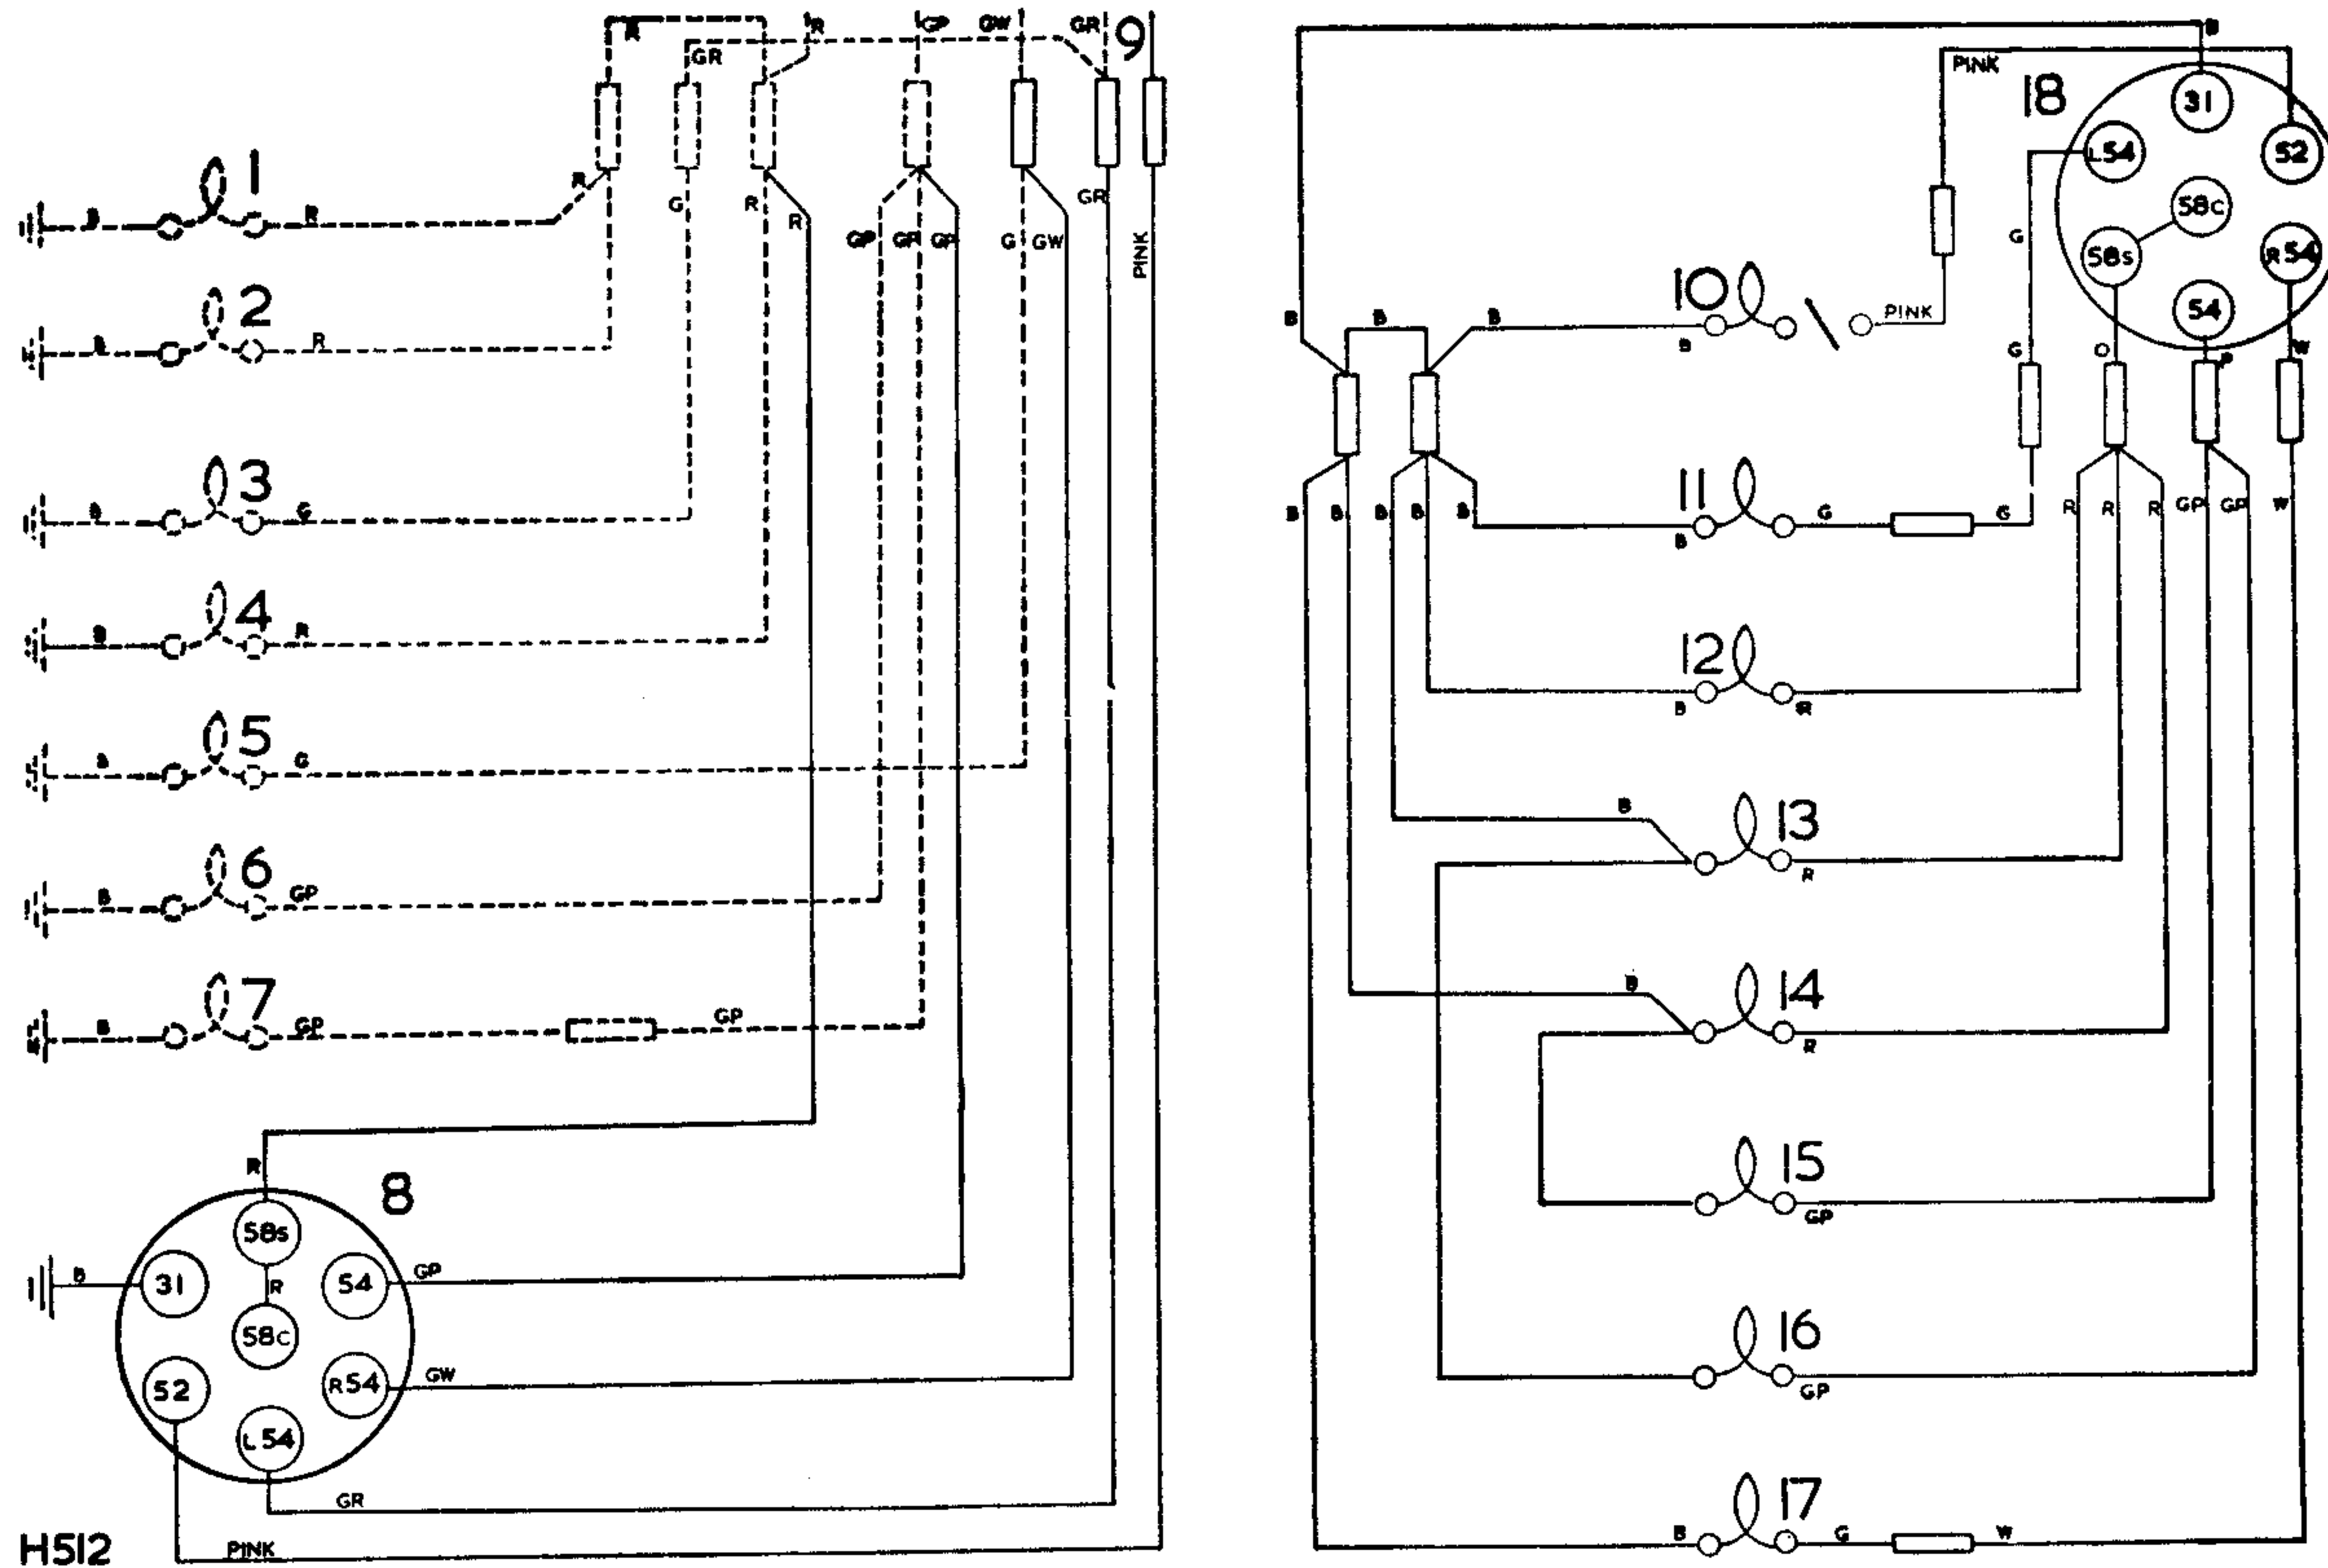 R R GP GW GR 9
GR
R 1 B R
G R R GP GP GP G GW GR PINK
2 B R
3 B G
4 B R
5 B G
6 B GP
7 B GP GP
R 8
58s
B 31 54 GP
R
58c
52 R54 GW
L54
GR
H512 PINK
B
PINK
18 31
L54 52
58c
G 58s R54
B B B 10 B PINK 54
G O P W
B B B B B 11 B G G R R R GP GP W
12 B R
B 13 R
B 14 R
15 GP
16 GP
B 17 G W